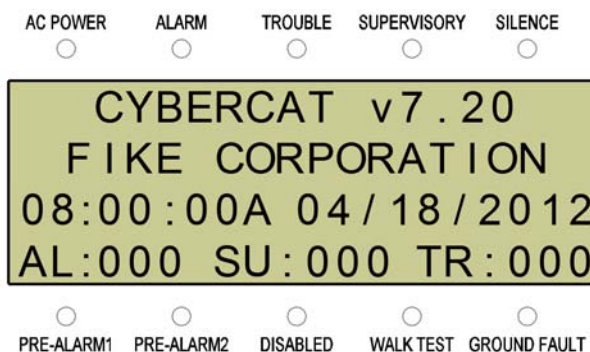 AC POWER ALARM TROUBLE SUPERVISORY SILENCE
CYBERCAT v7.20
FIKE CORPORATION
08:00:00A 04/18/2012
AL:000 SU:000 TR:000
PRE-ALARM1 PRE-ALARM2 DISABLED WALK TEST GROUND FAULT